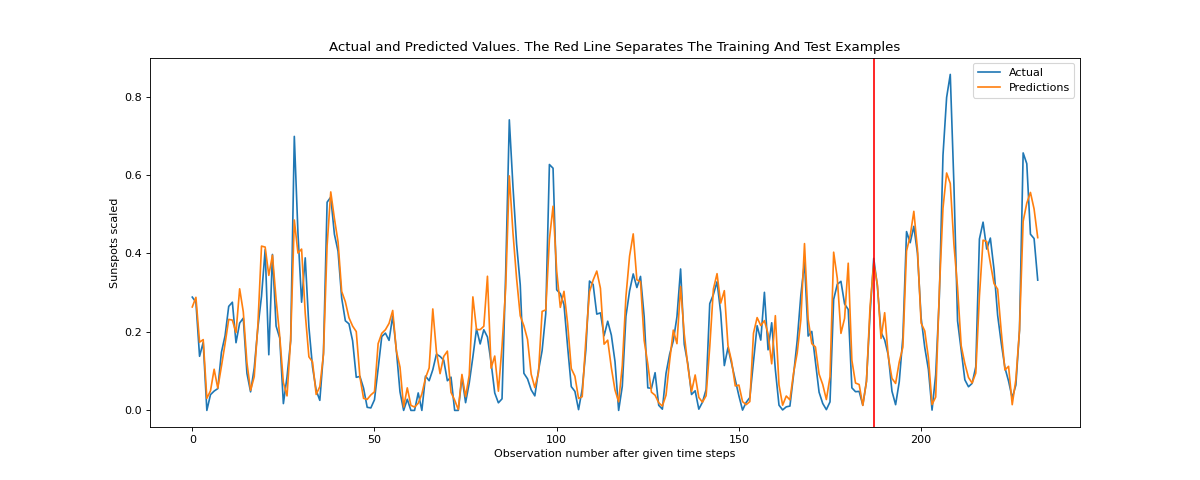 Actual and Predicted Values. The Red Line Separates The Training And Test Examples
Actual
Predictions
0.8
0.6
0.4
0.2
0.0
Sunspots scaled
0 50 100 150 200
Observation number after given time steps